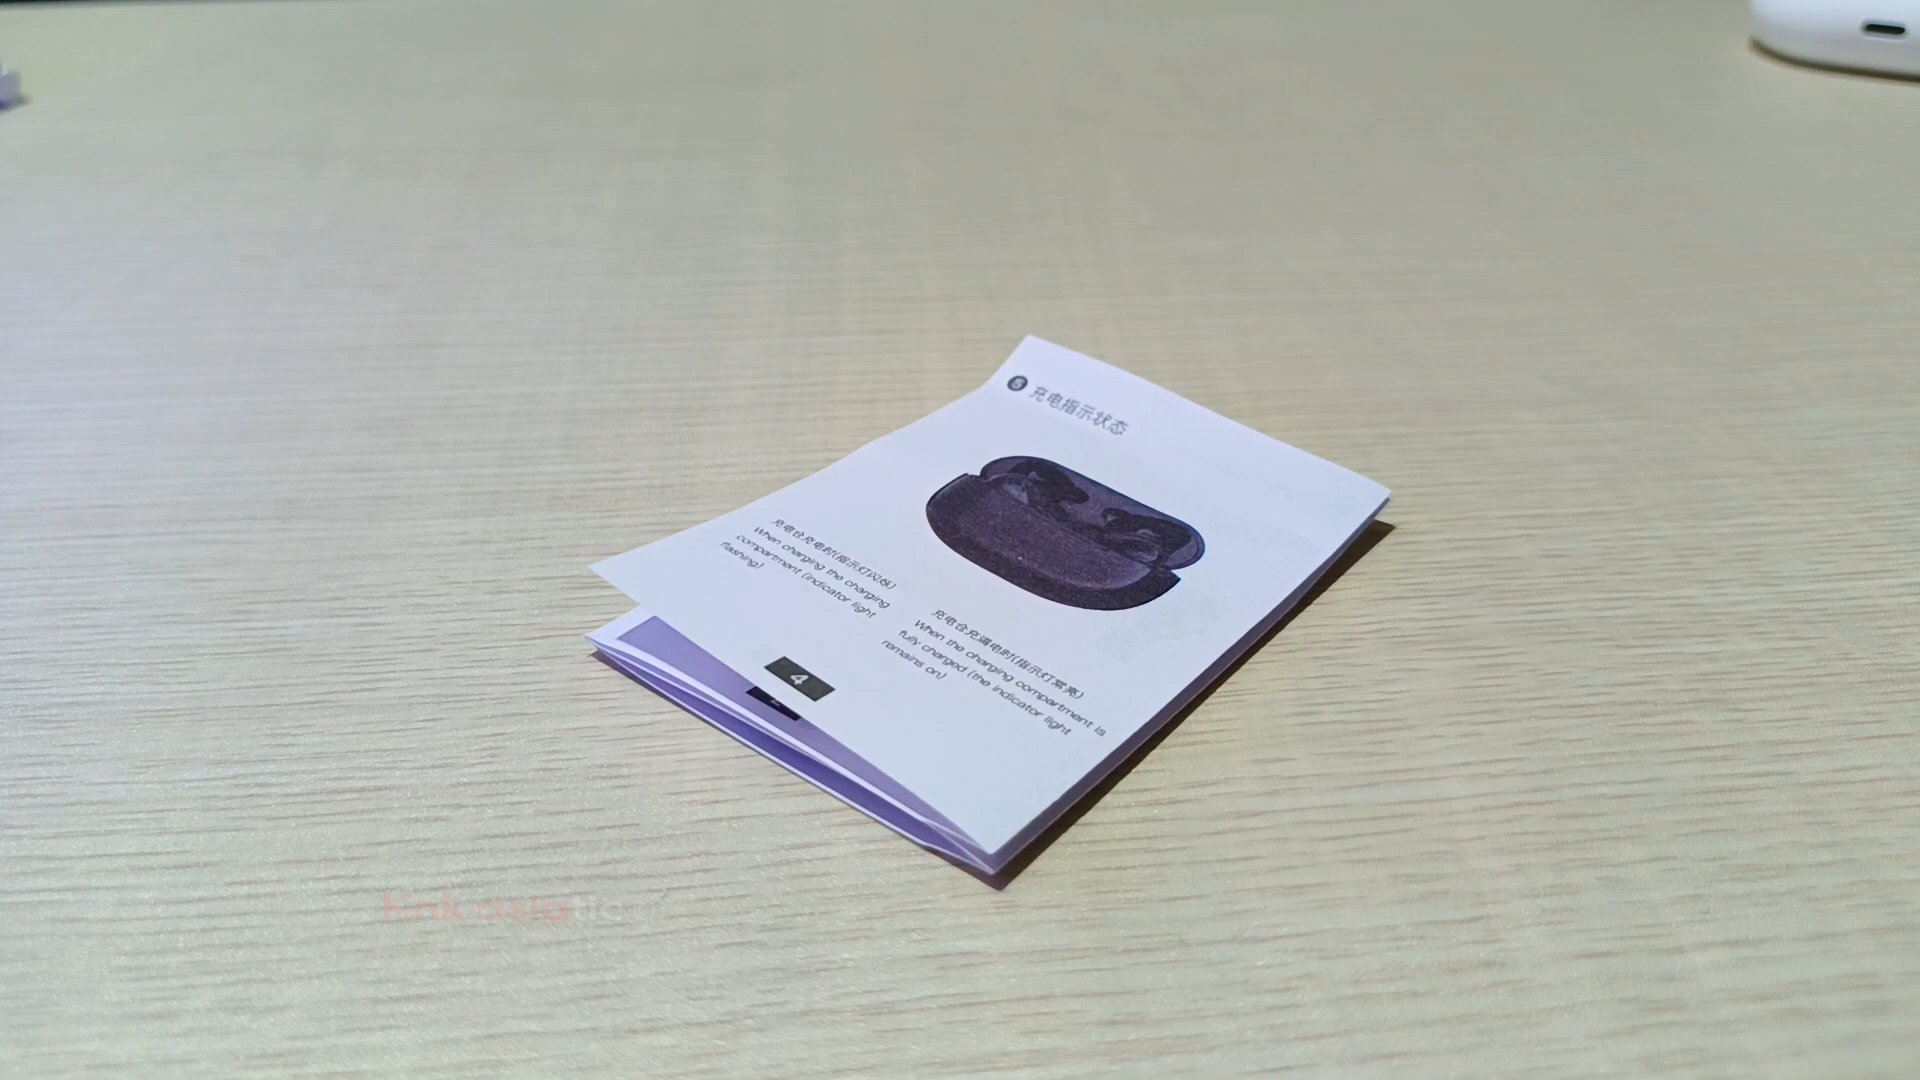 5 充电指示状态
充电仓充电时(指示灯闪烁)
When charging the charging
compartment (indicator light
flashing)
充电仓充满电时(指示灯常亮)
When the charging compartment is
fully charged (the indicator light
remains on)
4
Knk asia